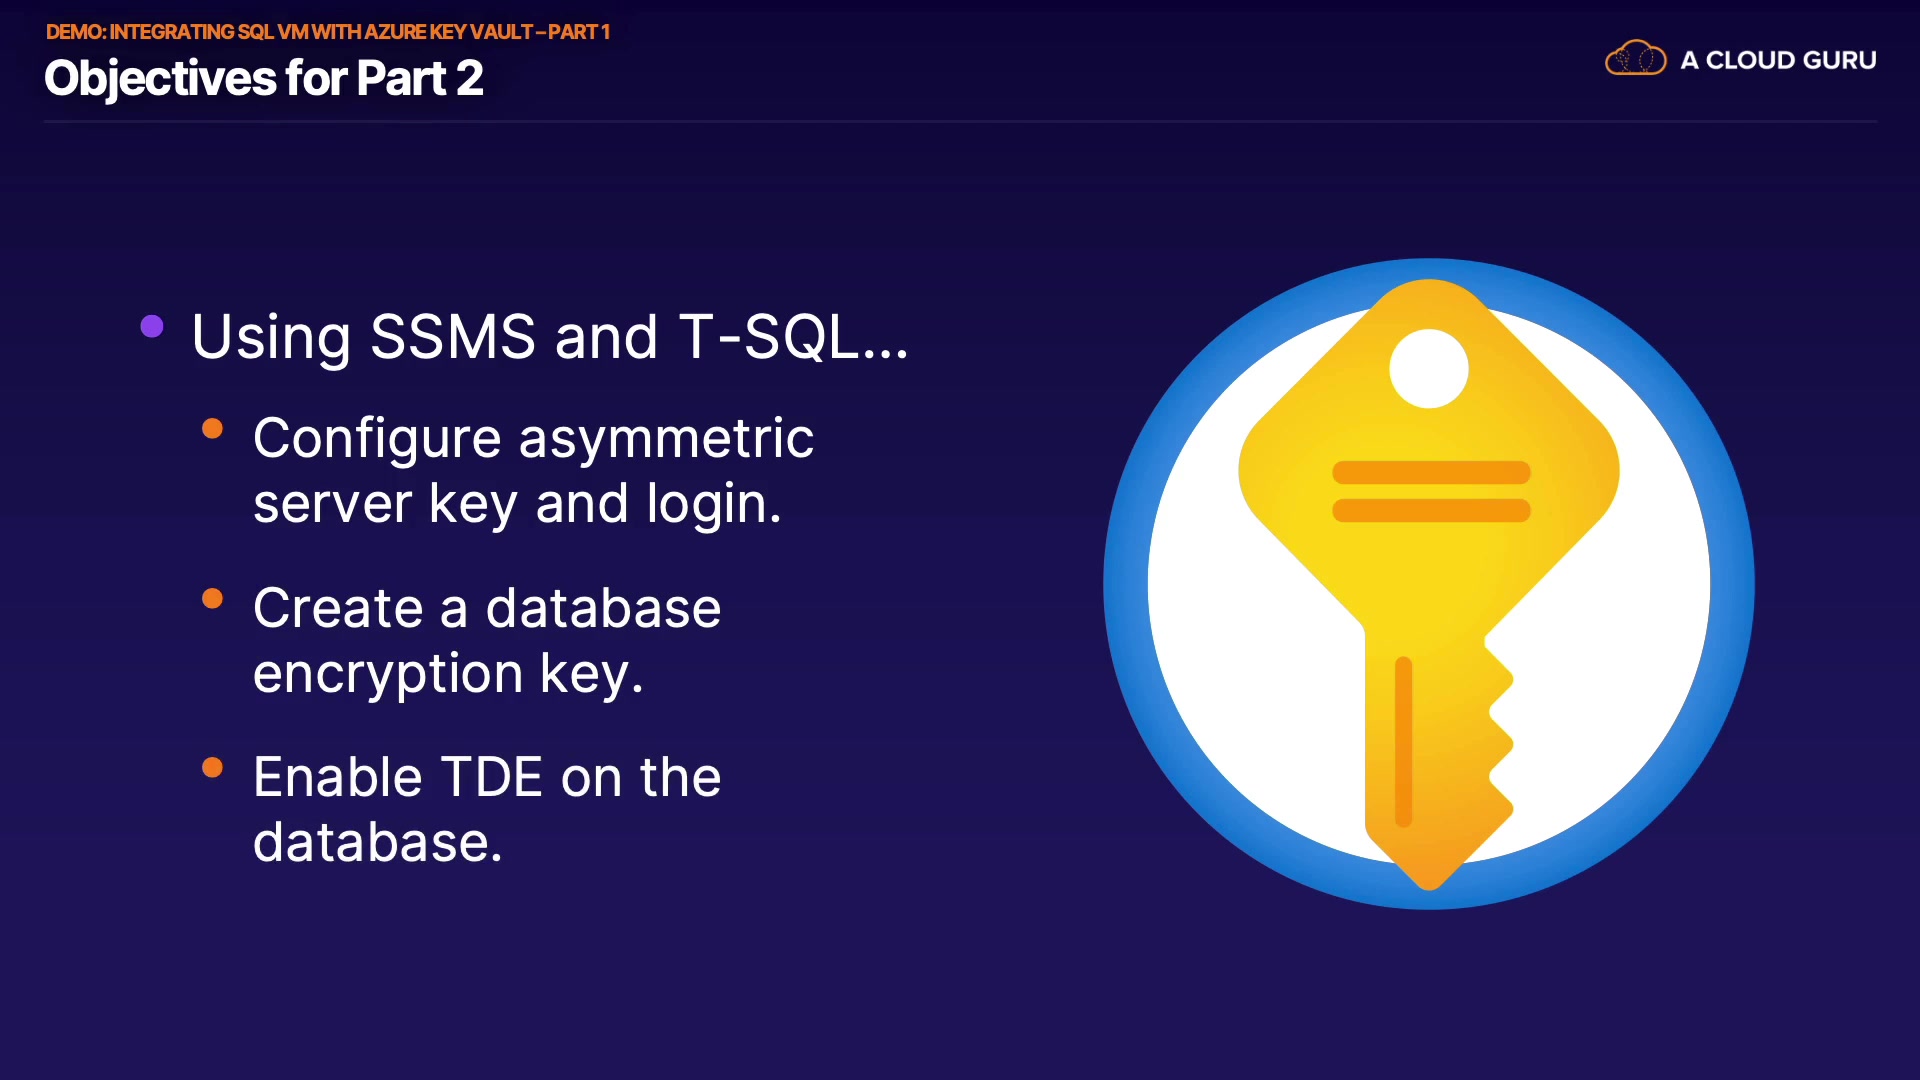 DEMO: INTEGRATING SQL VM WITH AZURE KEY VAULT – PART 1
Objectives for Part 2
A CLOUD GURU
Using SSMS and T-SQL...
Configure asymmetric
server key and login.
Create a database
encryption key.
Enable TDE on the
database.